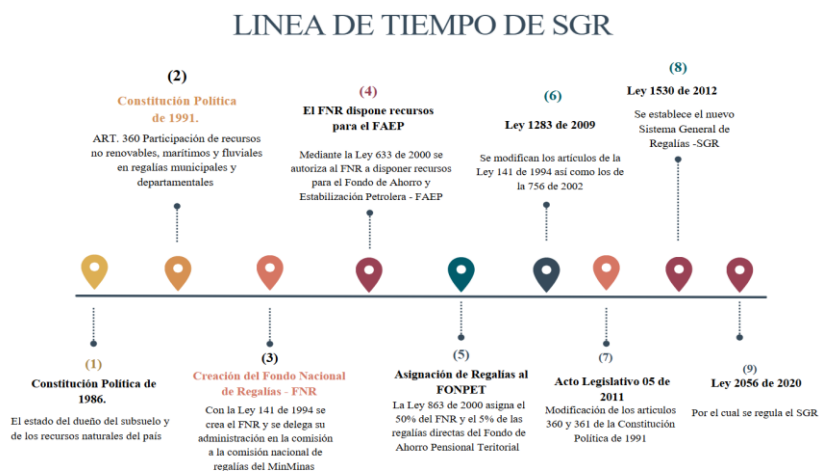 LINEA DE TIEMPO DE SGR
(1)
Constitución Política de
1986.
El estado del dueño del subsuelo y
de los recursos naturales del país
(2)
Constitución Política
de 1991.
ART. 360 Participación de recursos
no renovables, marítimos y fluviales
en regalías municipales y
departamentales
(3)
Creación del Fondo Nacional
de Regalías - FNR
Con la Ley 141 de 1994 se
crea el FNR y se delega su
administración en la comisión
a la comisión nacional de
regalías del MinMinas
(4)
El FNR dispone recursos
para el FAEP
Mediante la Ley 633 de 2000 se
autoriza al FNR a disponer recursos
para el Fondo de Ahorro y
Estabilización Petrolera - FAEP
(5)
Asignación de Regalías al
FONPET
La Ley 863 de 2000 asigna el
50% del FNR y el 5% de las
regalías directas del Fondo de
Ahorro Pensional Teritorial
(6)
Ley 1283 de 2009
Se modifican los artículos de la
Ley 141 de 1994 así como los de
la 756 de 2002
(7)
Acto Legislativo 05 de
2011
Modificación de los artículos
360 y 361 de la Constitución
Política de 1991
(8)
Ley 1530 de 2012
Se establece el nuevo
Sistema General de
Regalías -SGR
(9)
Ley 2056 de 2020
Por el cual se regula el SGR